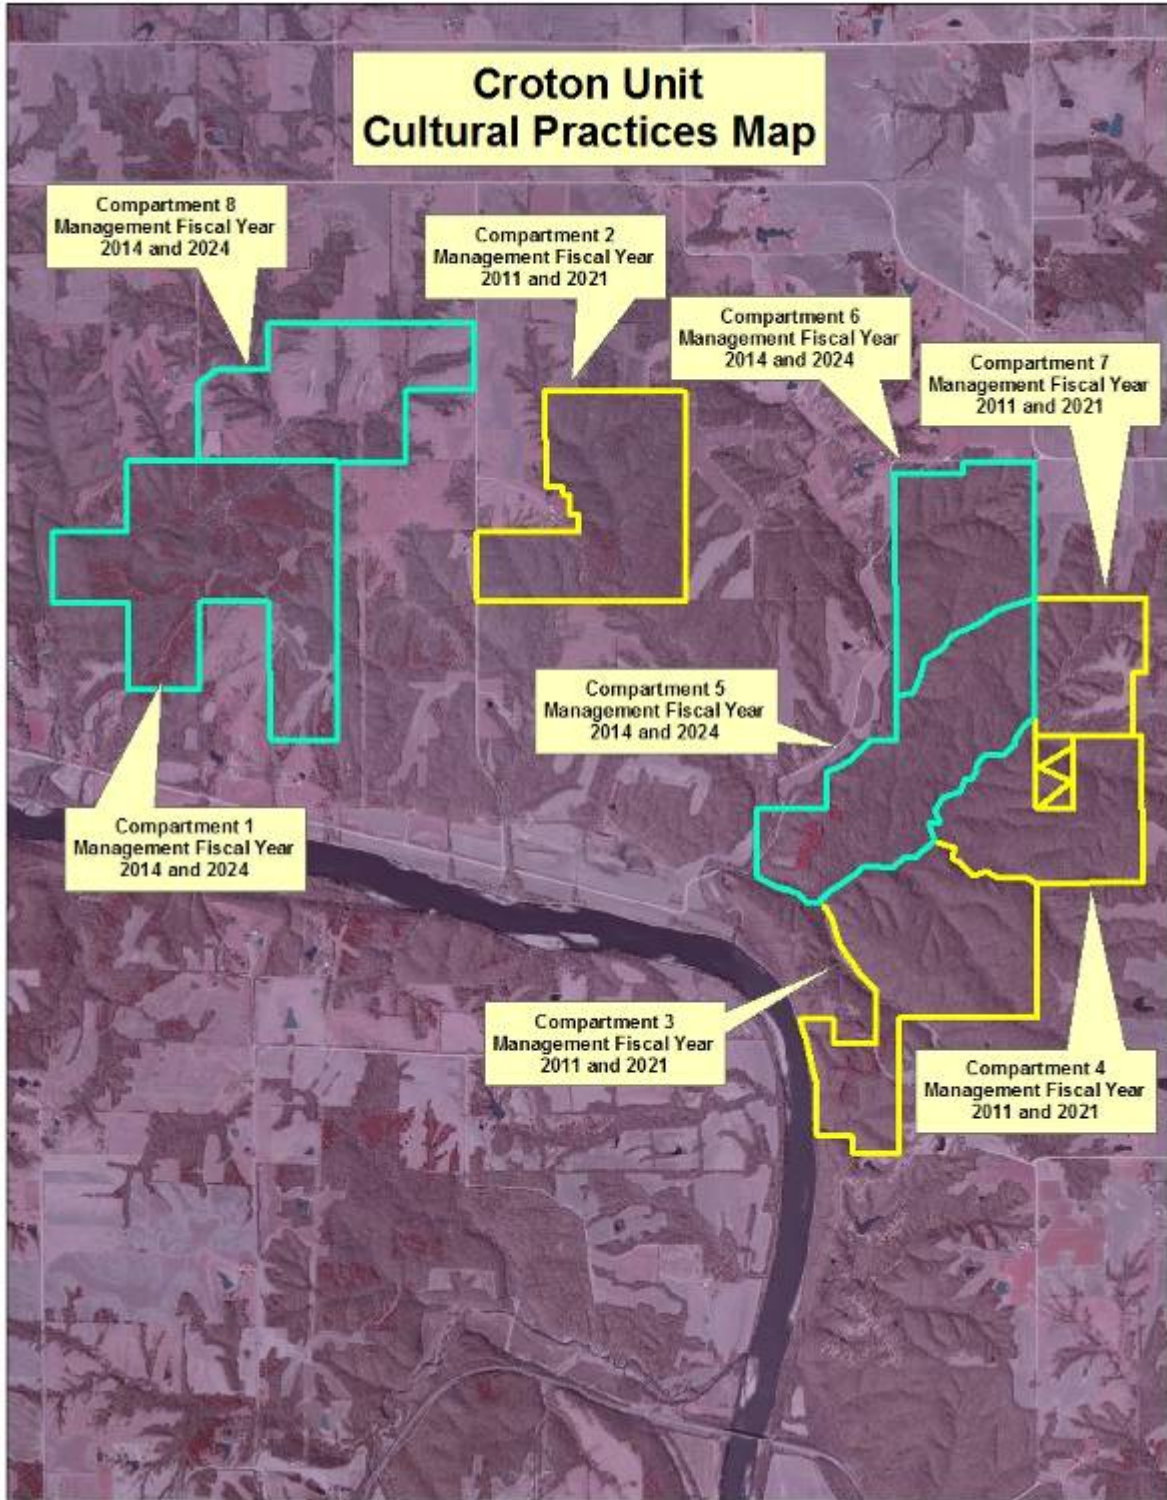 Croton Unit
Cultural Practices Map
Compartment 8
Management Fiscal Year
2014 and 2024
Compartment 2
Management Fiscal Year
2011 and 2021
Compartment 6
Management Fiscal Year
2014 and 2024
Compartment 7
Management Fiscal Year
2011 and 2021
Compartment 5
Management Fiscal Year
2014 and 2024
Compartment 1
Management Fiscal Year
2014 and 2024
Compartment 3
Management Fiscal Year
2011 and 2021
Compartment 4
Management Fiscal Year
2011 and 2021